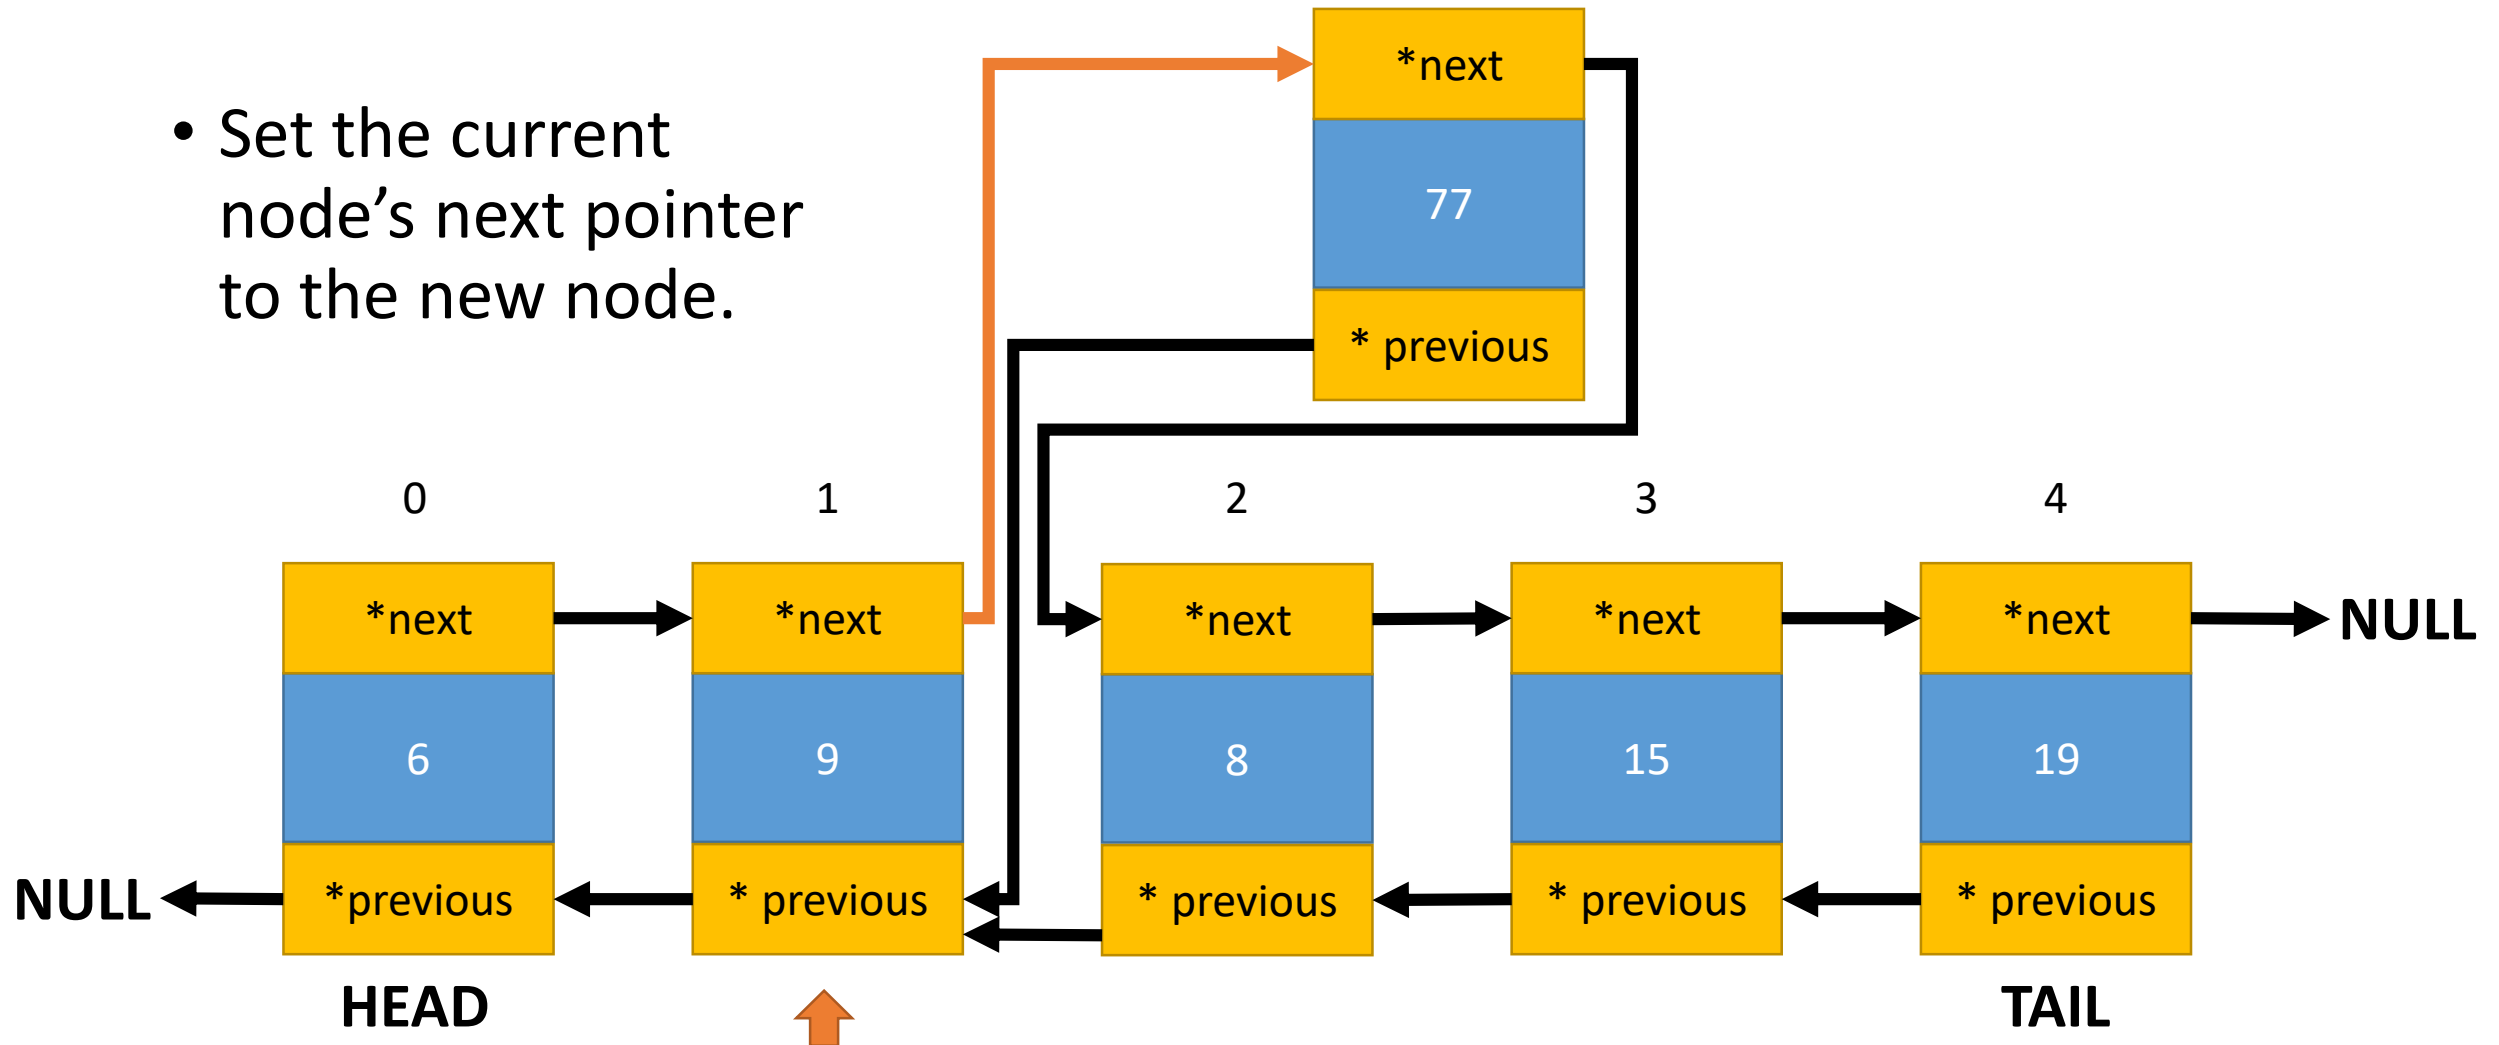 • Set the current
node’s next pointer
to the new node.
*next
77
* previous
0 1 2 3 4
*next *next *next *next *next NULL
6 9 8 15 19
NULL *previous * previous * previous * previous * previous
HEAD TAIL